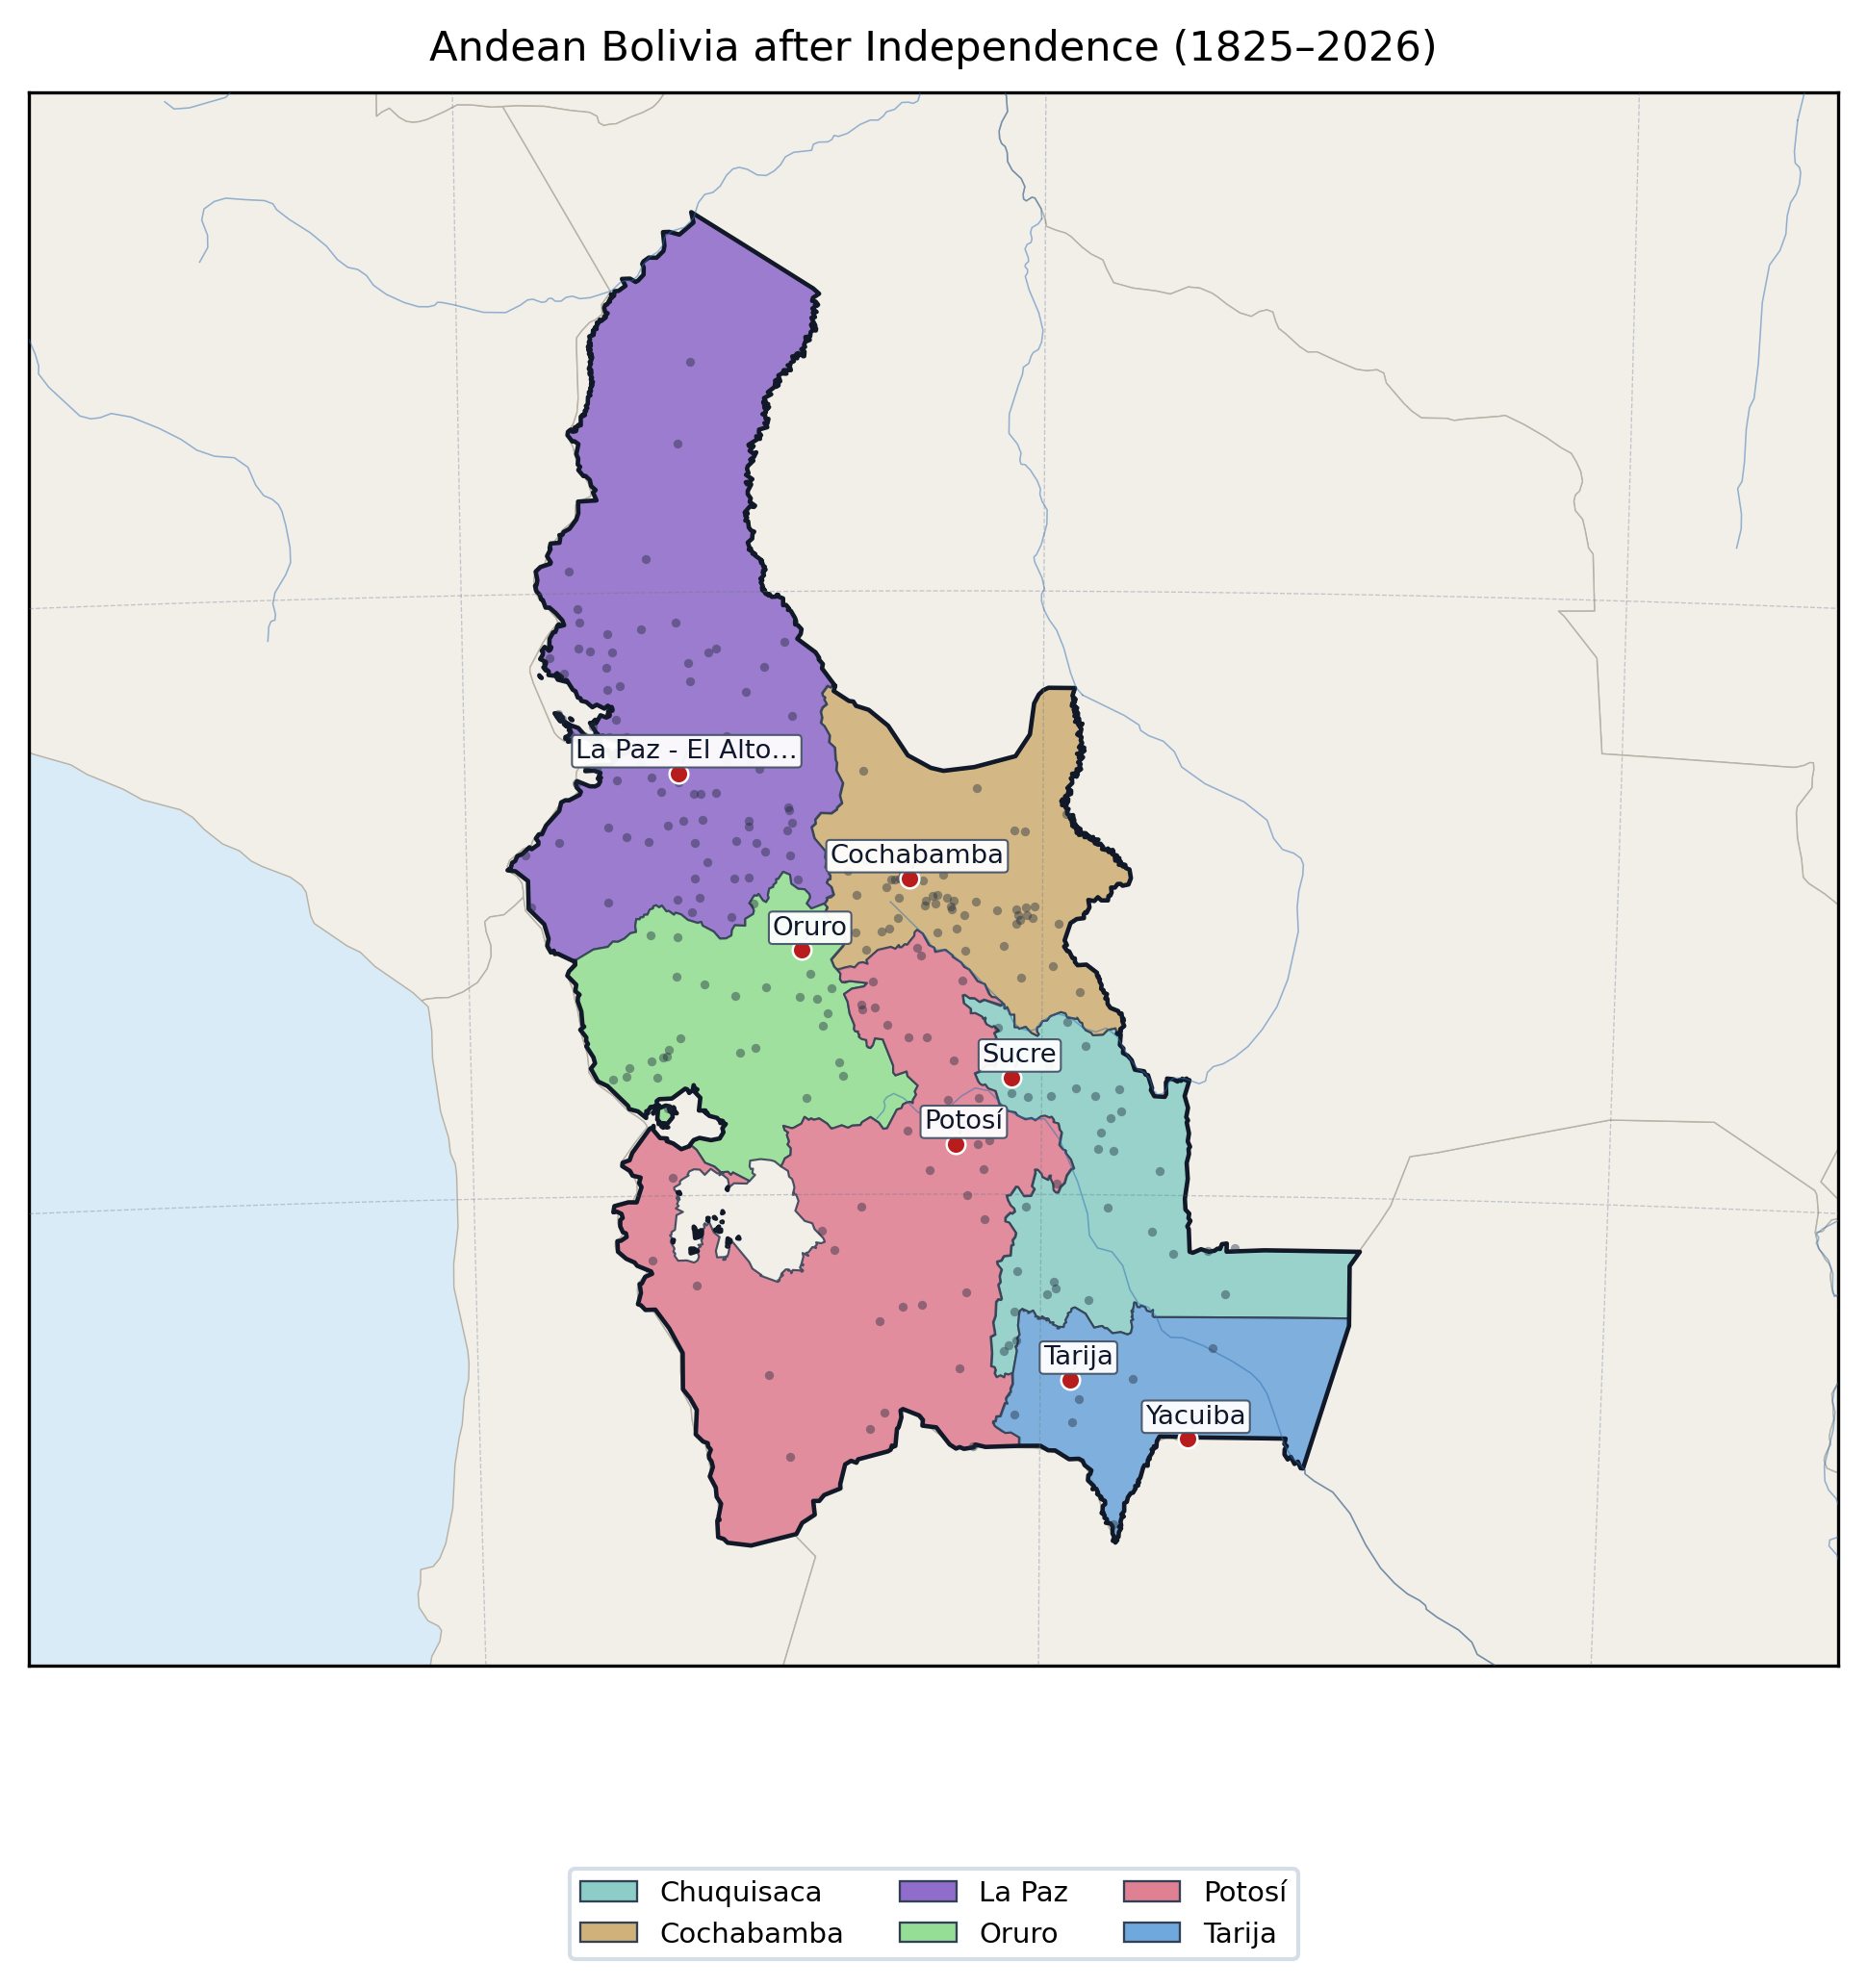 Andean Bolivia after Independence (1825–2026)
La Paz - El Alto…
Cochabamba
Oruro
Sucre
Potosí
Tarija
Yacuiba
Chuquisaca
La Paz
Potosí
Cochabamba
Oruro
Tarija